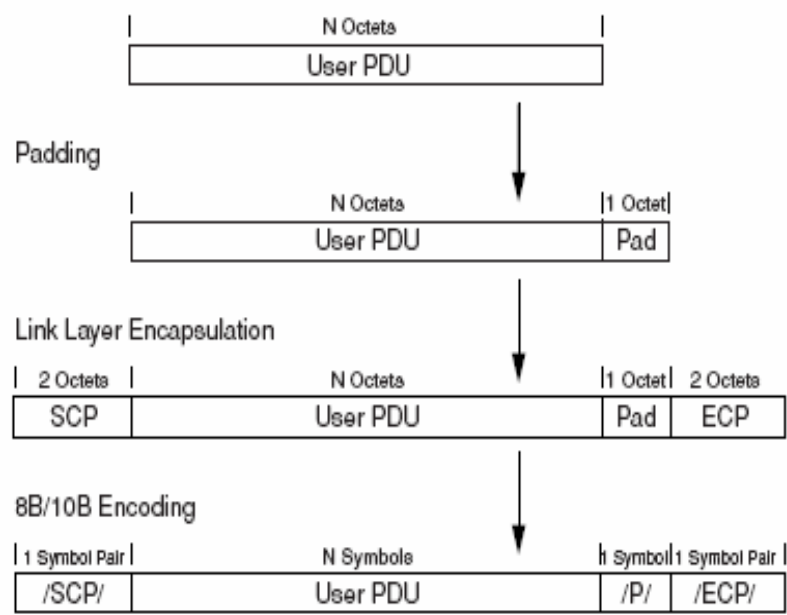 N Octets
User PDU
Padding
N Octets 1 Octet
User PDU Pad
Link Layer Encapsulation
2 Octets N Octets 1 Octet 2 Octets
SCP User PDU Pad ECP
8B/10B Encoding
1 Symbol Pair N Symbols 1 Symbol 1 Symbol Pair
/SCP/ User PDU /P/ /ECP/